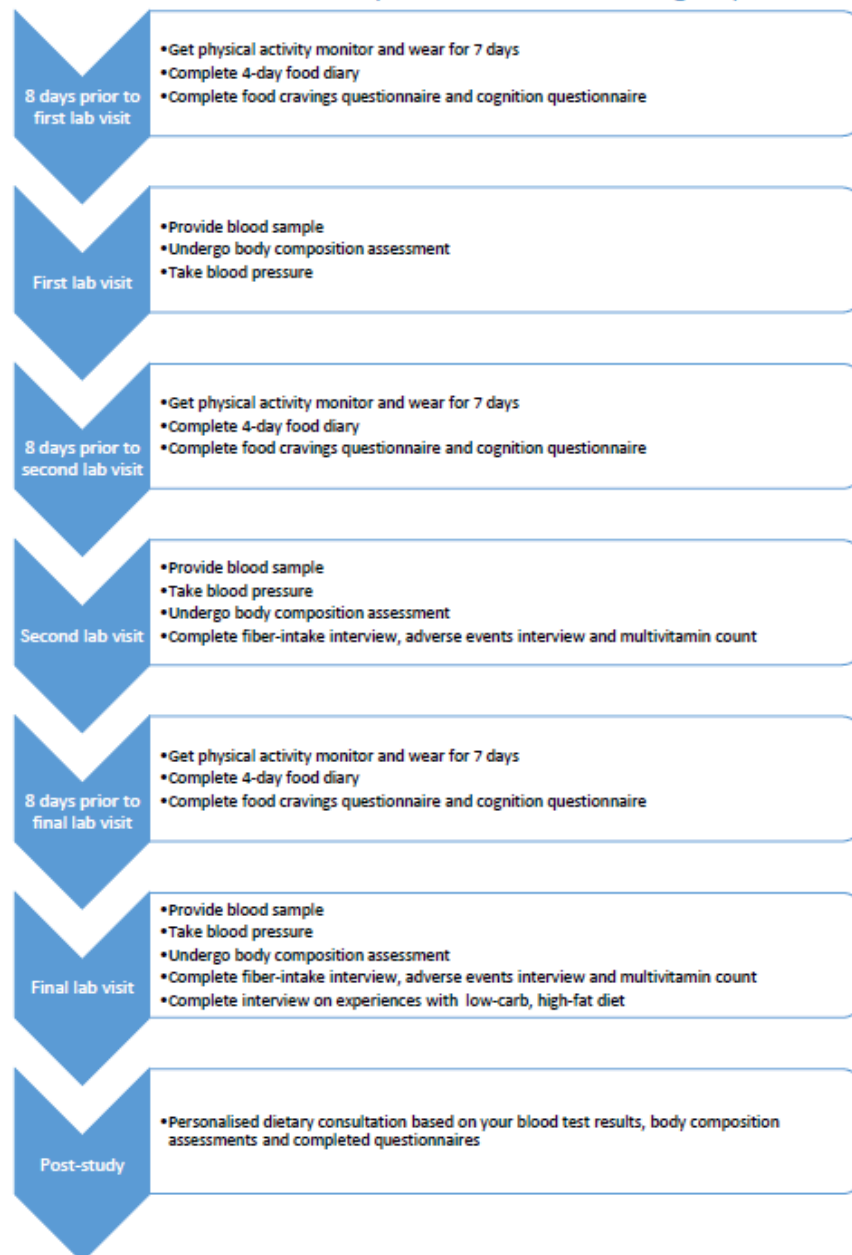 8 days prior to
first lab visit
•Get physical activity monitor and wear for 7 days
•Complete 4-day food diary
•Complete food cravings questionnaire and cognition questionnaire
First lab visit
•Provide blood sample
•Undergo body composition assessment
•Take blood pressure
8 days prior to
second lab visit
•Get physical activity monitor and wear for 7 days
•Complete 4-day food diary
•Complete food cravings questionnaire and cognition questionnaire
Second lab visit
•Provide blood sample
•Take blood pressure
•Undergo body composition assessment
•Complete fiber-intake interview, adverse events interview and multivitamin count
8 days prior to
final lab visit
•Get physical activity monitor and wear for 7 days
•Complete 4-day food diary
•Complete food cravings questionnaire and cognition questionnaire
Final lab visit
•Provide blood sample
•Take blood pressure
•Undergo body composition assessment
•Complete fiber-intake interview, adverse events interview and multivitamin count
•Complete interview on experiences with low-carb, high-fat diet
Post-study
•Personalised dietary consultation based on your blood test results, body composition
assessments and completed questionnaires